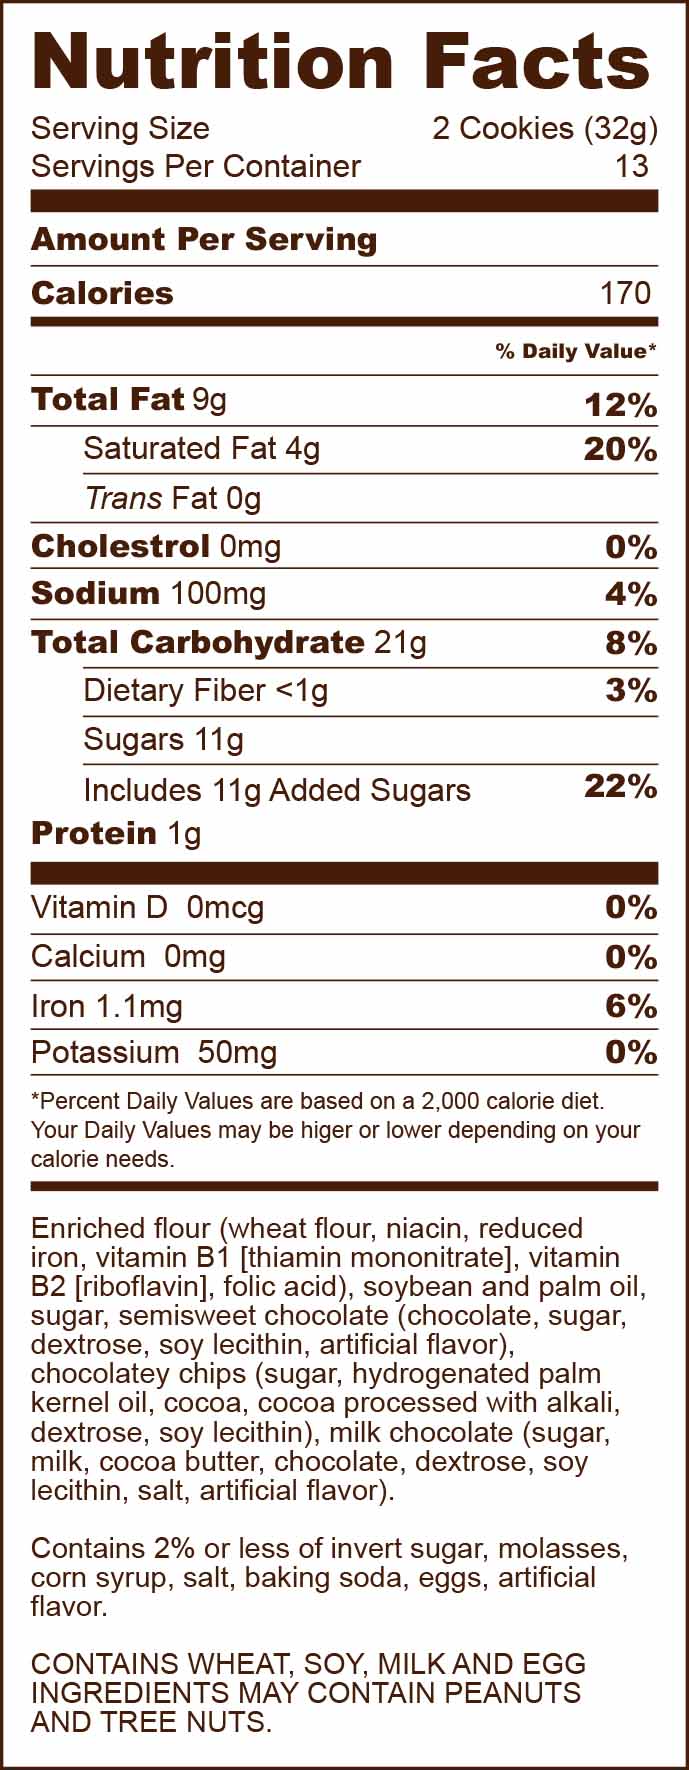 Nutrition Facts
Serving Size 2 Cookies (32g)
Servings Per Container 13
Amount Per Serving
Calories 170
% Daily Value*
Total Fat 9g 12%
Saturated Fat 4g 20%
Trans Fat 0g
Cholestrol 0mg 0%
Sodium 100mg 4%
Total Carbohydrate 21g 8%
Dietary Fiber <1g 3%
Sugars 11g
Includes 11g Added Sugars 22%
Protein 1g
Vitamin D 0mcg 0%
Calcium 0mg 0%
Iron 1.1mg 6%
Potassium 50mg 0%
*Percent Daily Values are based on a 2,000 calorie diet.
Your Daily Values may be higer or lower depending on your
calorie needs.
Enriched flour (wheat flour, niacin, reduced
iron, vitamin B1 [thiamin mononitrate], vitamin
B2 [riboflavin], folic acid), soybean and palm oil,
sugar, semisweet chocolate (chocolate, sugar,
dextrose, soy lecithin, artificial flavor),
chocolatey chips (sugar, hydrogenated palm
kernel oil, cocoa, cocoa processed with alkali,
dextrose, soy lecithin), milk chocolate (sugar,
milk, cocoa butter, chocolate, dextrose, soy
lecithin, salt, artificial flavor).
Contains 2% or less of invert sugar, molasses,
corn syrup, salt, baking soda, eggs, artificial
flavor.
CONTAINS WHEAT, SOY, MILK AND EGG
INGREDIENTS MAY CONTAIN PEANUTS
AND TREE NUTS.